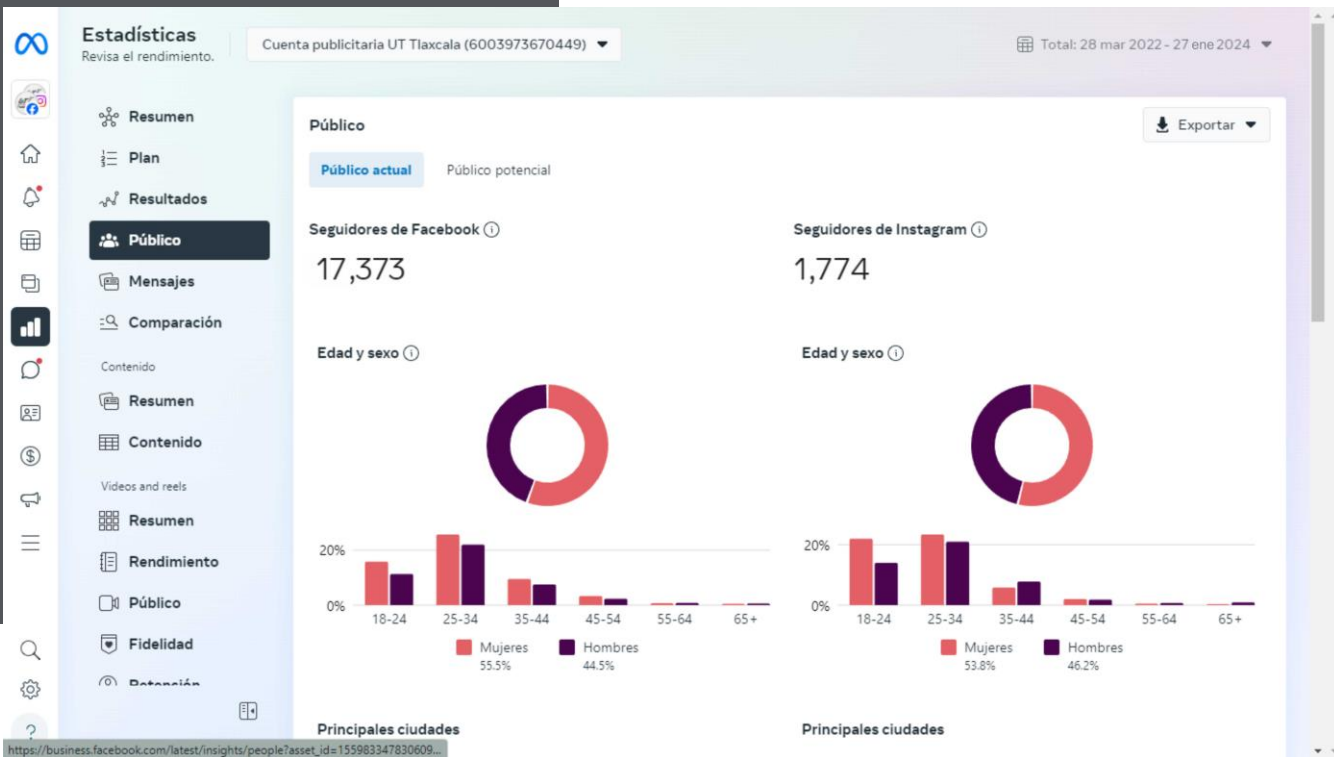 Estadísticas
Revisa el rendimiento.
Cuenta publicitaria UT Tlaxcala (6003973670449)
Total: 28 mar 2022 - 27 ene 2024
Resumen
Plan
Resultados
Público
Mensajes
Comparación
Contenido
Resumen
Contenido
Videos and reels
Resumen
Rendimiento
Público
Fidelidad
Retención
Público
Exportar
Público actual
Público potencial
Seguidores de Facebook
17,373
Seguidores de Instagram
1,774
Edad y sexo
20%
0%
18-24 25-34 35-44 45-54 55-64 65+
Mujeres Hombres
55.5% 44.5%
Edad y sexo
20%
0%
18-24 25-34 35-44 45-54 55-64 65+
Mujeres Hombres
53.8% 46.2%
Principales ciudades
Principales ciudades
?
https://business.facebook.com/latest/insights/people?asset_id=155983347830609...